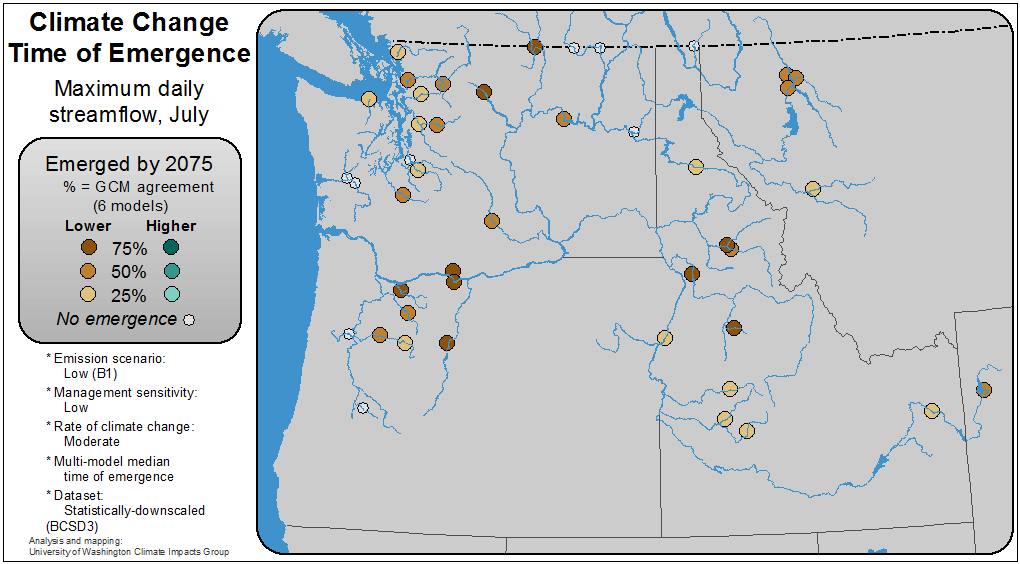 Climate Change
Time of Emergence
Maximum daily
streamflow, July
Emerged by 2075
% = GCM agreement
(6 models)
Lower Higher
75%
50%
25%
No emergence
* Emission scenario:
Low (B1)
* Management sensitivity:
Low
* Rate of climate change:
Moderate
* Multi-model median
time of emergence
* Dataset:
Statistically-downscaled
(BCSD3)
Analysis and mapping:
University of Washington Climate Impacts Group